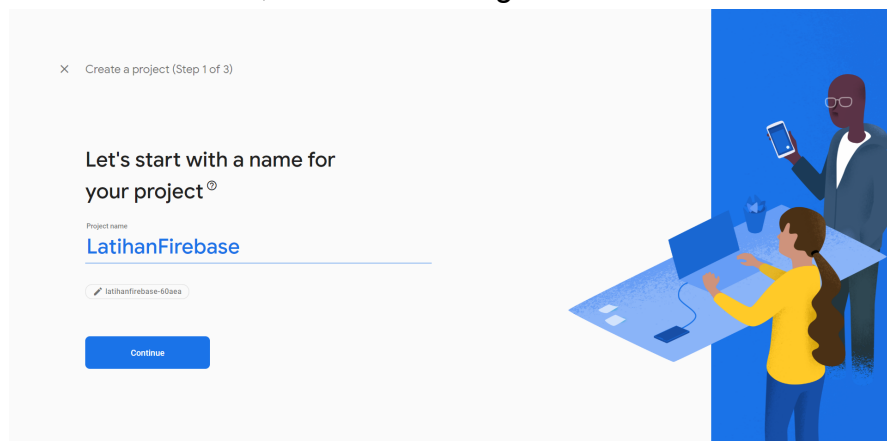 Create a project (Step 1 of 3)
Let's start with a name for
your project
Project name
LatihanFirebase
latihanfirebase-60aea
Continue